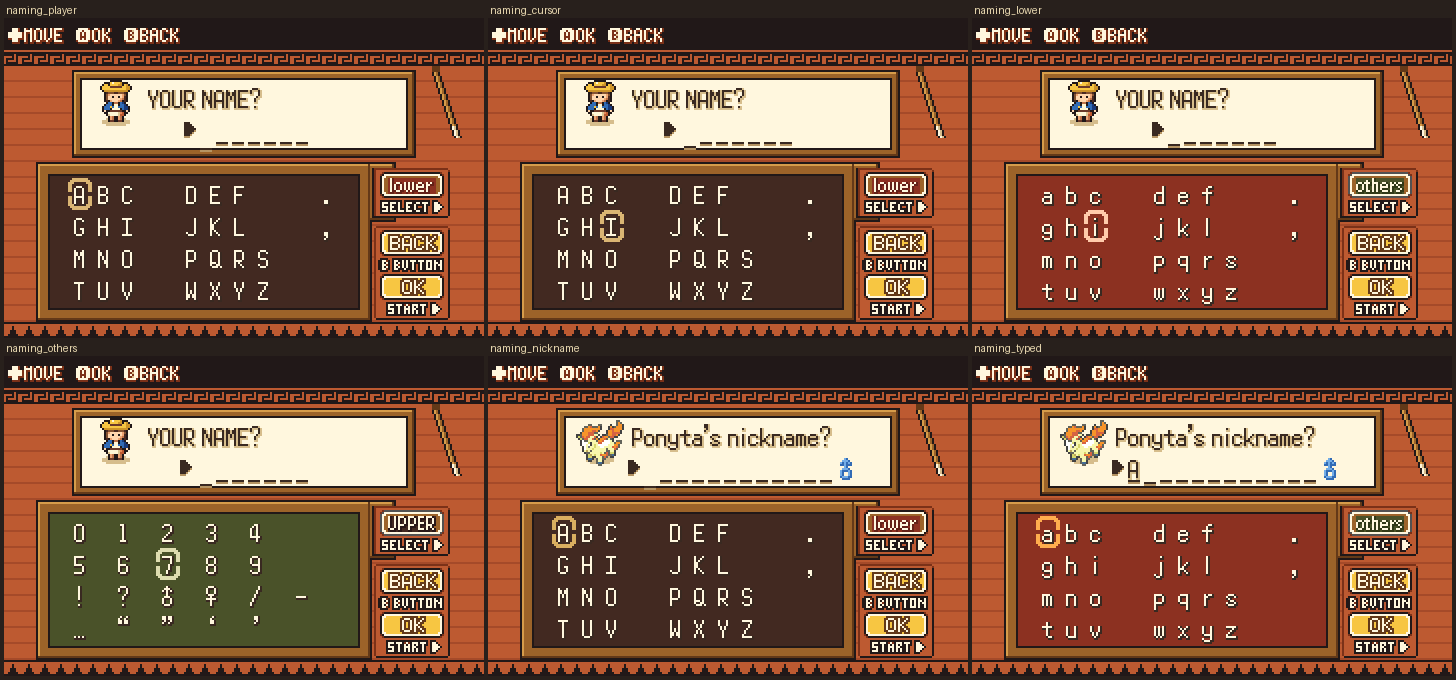 naming_player
MOVE AOK BBACK
YOUR NAME?
A B C D E F .
G H I J K L ,
M N O P Q R S
T U V W X Y Z
lower
SELECT
BACK
B BUTTON
OK
START
naming_cursor
MOVE AOK BBACK
YOUR NAME?
A B C D E F .
G H I J K L ,
M N O P Q R S
T U V W X Y Z
lower
SELECT
BACK
B BUTTON
OK
START
naming_lower
MOVE AOK BBACK
YOUR NAME?
a b c d e f .
g h i j k l ,
m n o p q r s
t u v w x y z
others
SELECT
BACK
B BUTTON
OK
START
naming_others
MOVE AOK BBACK
YOUR NAME?
0 1 2 3 4
5 6 7 8 9
! ? ♂ ♀ / -
… “ ” ‘ ’
UPPER
SELECT
BACK
B BUTTON
OK
START
naming_nickname
MOVE AOK BBACK
Ponyta’s nickname?
♂
A B C D E F .
G H I J K L ,
M N O P Q R S
T U V W X Y Z
lower
SELECT
BACK
B BUTTON
OK
START
naming_typed
MOVE AOK BBACK
Ponyta’s nickname?
A ♂
a b c d e f .
g h i j k l ,
m n o p q r s
t u v w x y z
others
SELECT
BACK
B BUTTON
OK
START